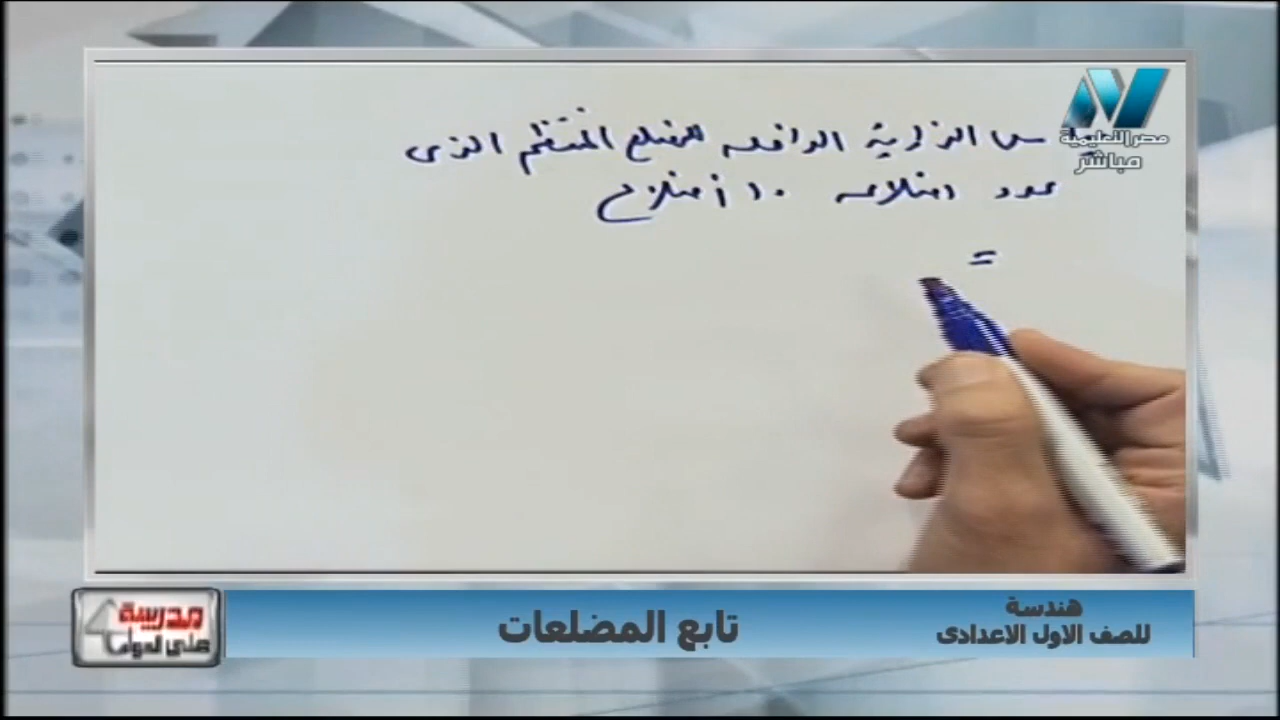 قياس الزاوية الداخلة للمضلع المنتظم الذى
عدد اضلاعه ١٠ أضلاع
=
مصر التعليمية
مباشر
هندسة
للصف الاول الاعدادى
تابع المضلعات
مدرسة
على الهواء